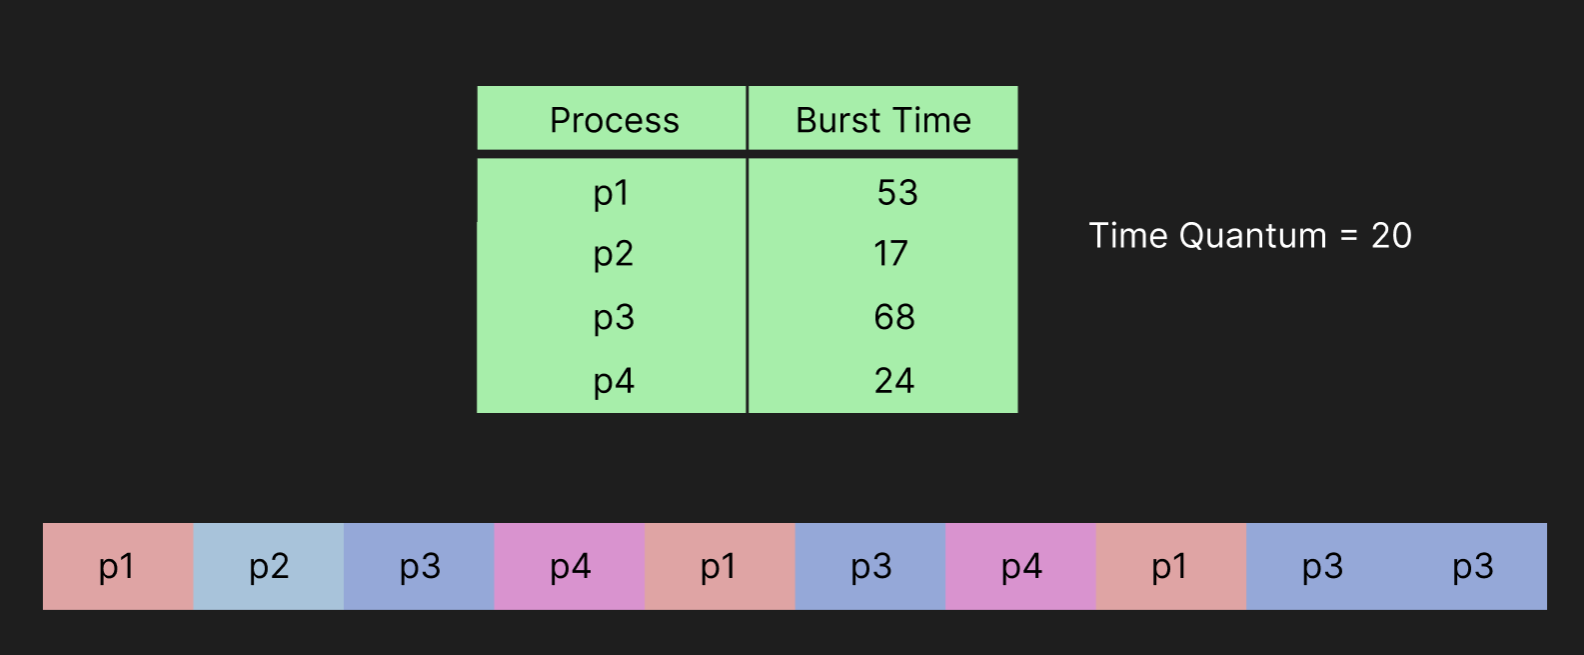 Process Burst Time
p1 53
p2 17
p3 68
p4 24
Time Quantum = 20
p1 p2 p3 p4 p1 p3 p4 p1 p3 p3